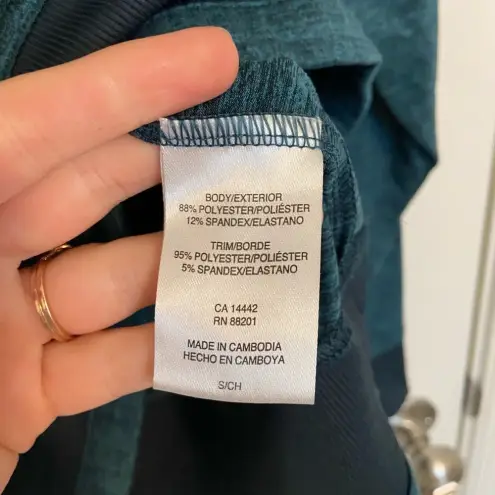 BODY/EXTERIOR
88% POLYESTER/POLIÉSTER
12% SPANDEX/ELASTANO
TRIM/BORDE
95% POLYESTER/POLIÉSTER
5% SPANDEX/ELASTANO
CA 14442
RN 88201
MADE IN CAMBODIA
HECHO EN CAMBOYA
S/CH